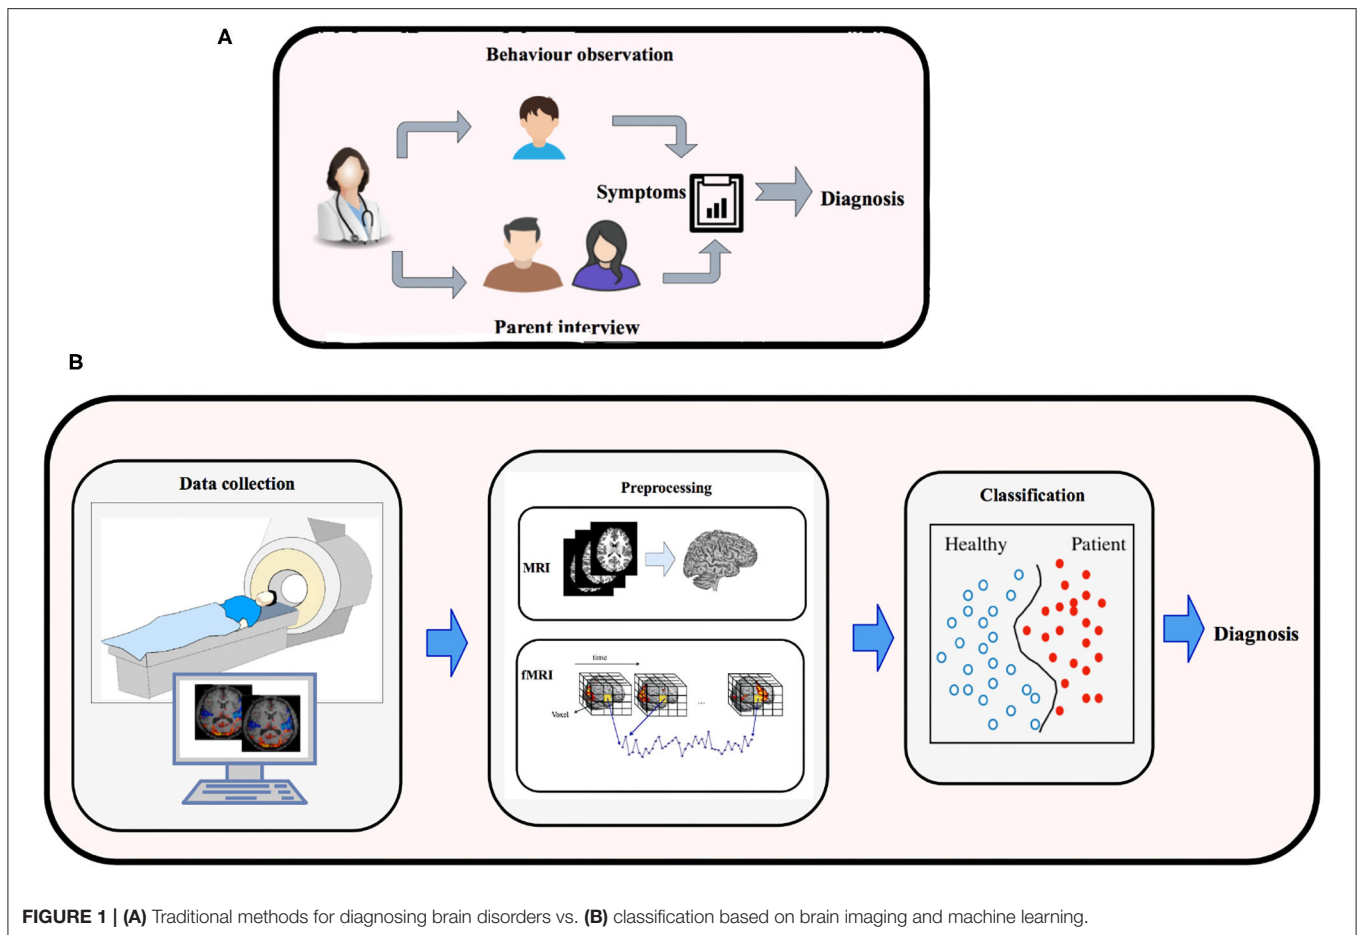 A
Behaviour observation
Symptoms
Diagnosis
Parent interview
B
Data collection
Preprocessing
MRI
fMRI
time
Voxel
...
Classification
Healthy Patient
Diagnosis
FIGURE 1 | (A) Traditional methods for diagnosing brain disorders vs. (B) classification based on brain imaging and machine learning.